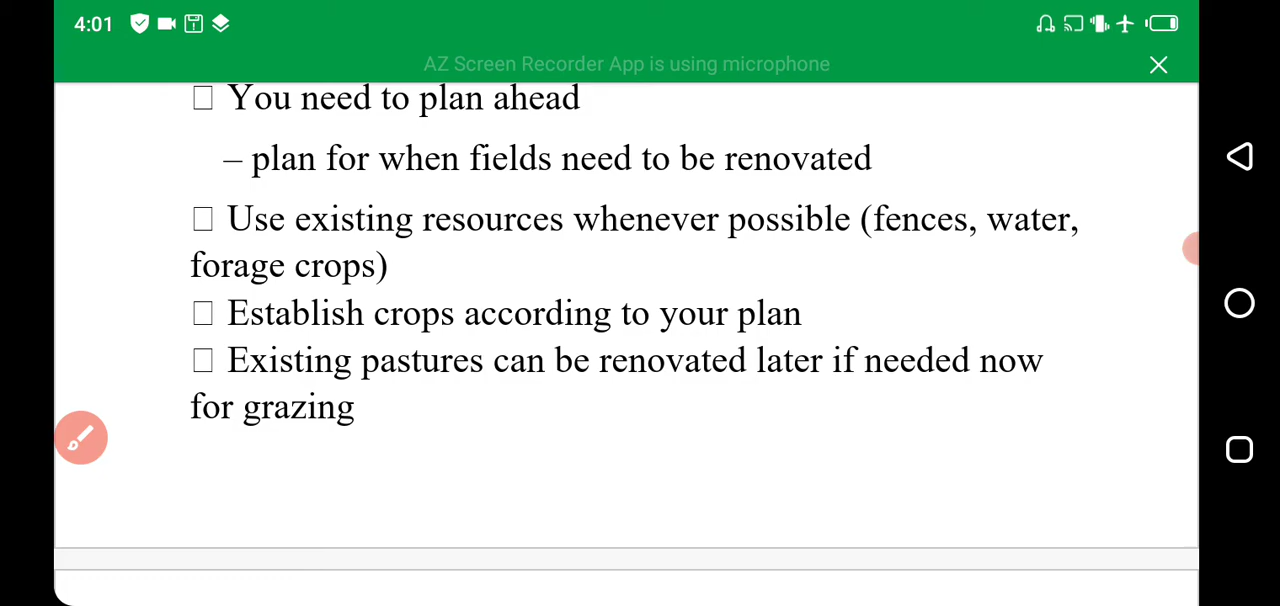 4:01
AZ Screen Recorder App is using microphone
□ You need to plan ahead
– plan for when fields need to be renovated
□ Use existing resources whenever possible (fences, water,
forage crops)
□ Establish crops according to your plan
□ Existing pastures can be renovated later if needed now
for grazing